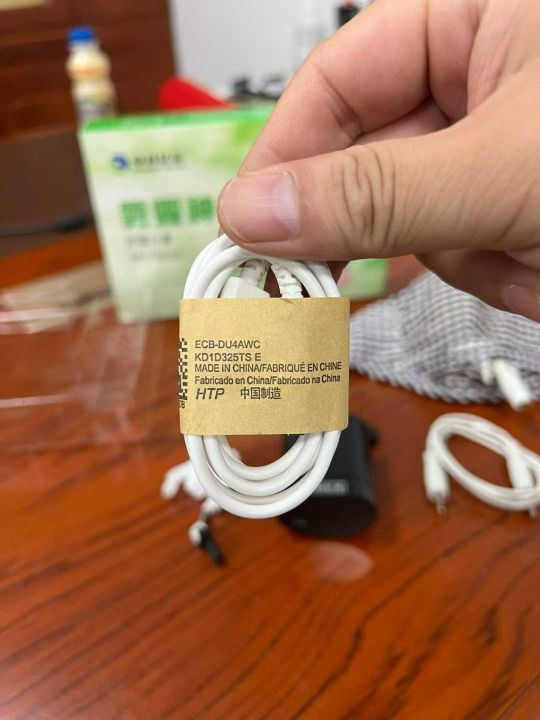 ECB-DU4AWC
KD1D325TS E
MADE IN CHINA/FABRIQUÉ EN CHINE
Fabricado en China/Fabricado na China
HTP 中国制造